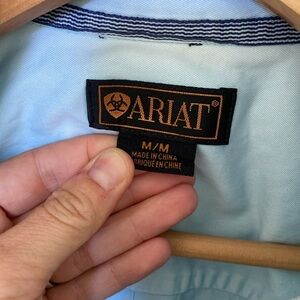 ARIAT®
M/M
MADE IN CHINA
FABRIQUÉ EN CHINE